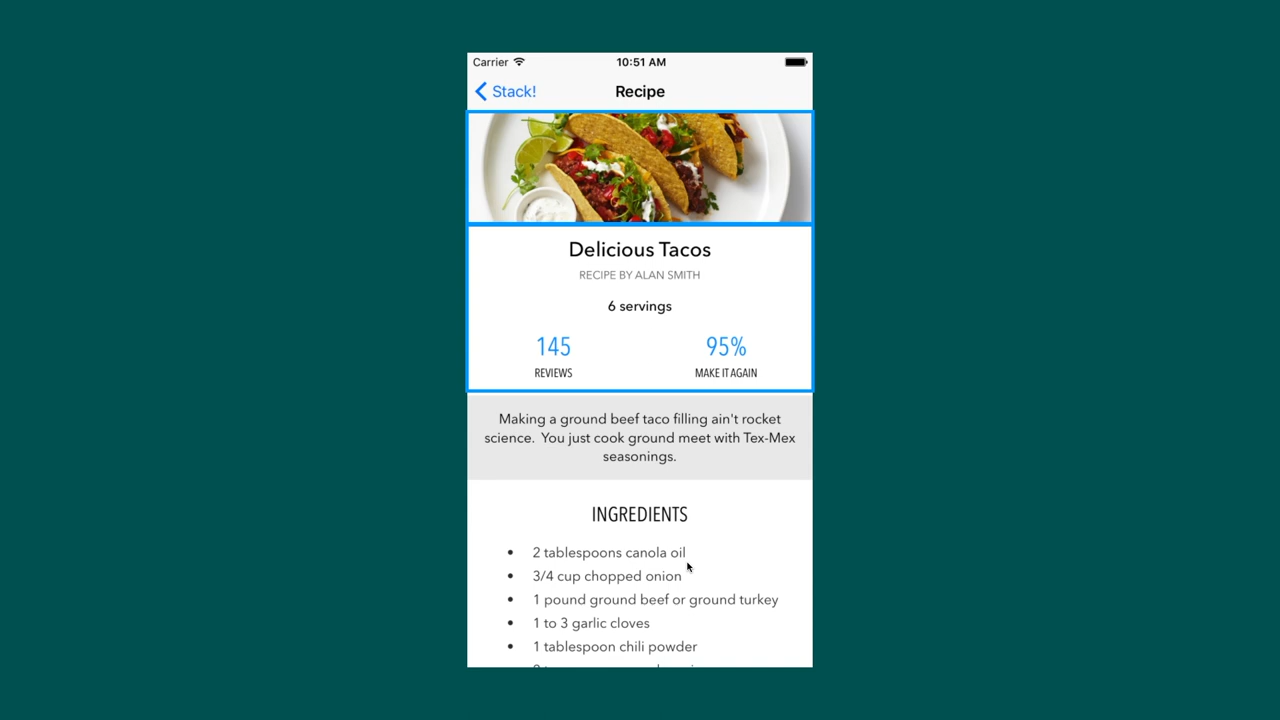 Carrier 10:51 AM
Stack! Recipe
Delicious Tacos
RECIPE BY ALAN SMITH
6 servings
145 95%
REVIEWS MAKE IT AGAIN
Making a ground beef taco filling ain't rocket
science. You just cook ground meet with Tex-Mex
seasonings.
INGREDIENTS
• 2 tablespoons canola oil
• 3/4 cup chopped onion
• 1 pound ground beef or ground turkey
• 1 to 3 garlic cloves
• 1 tablespoon chili powder